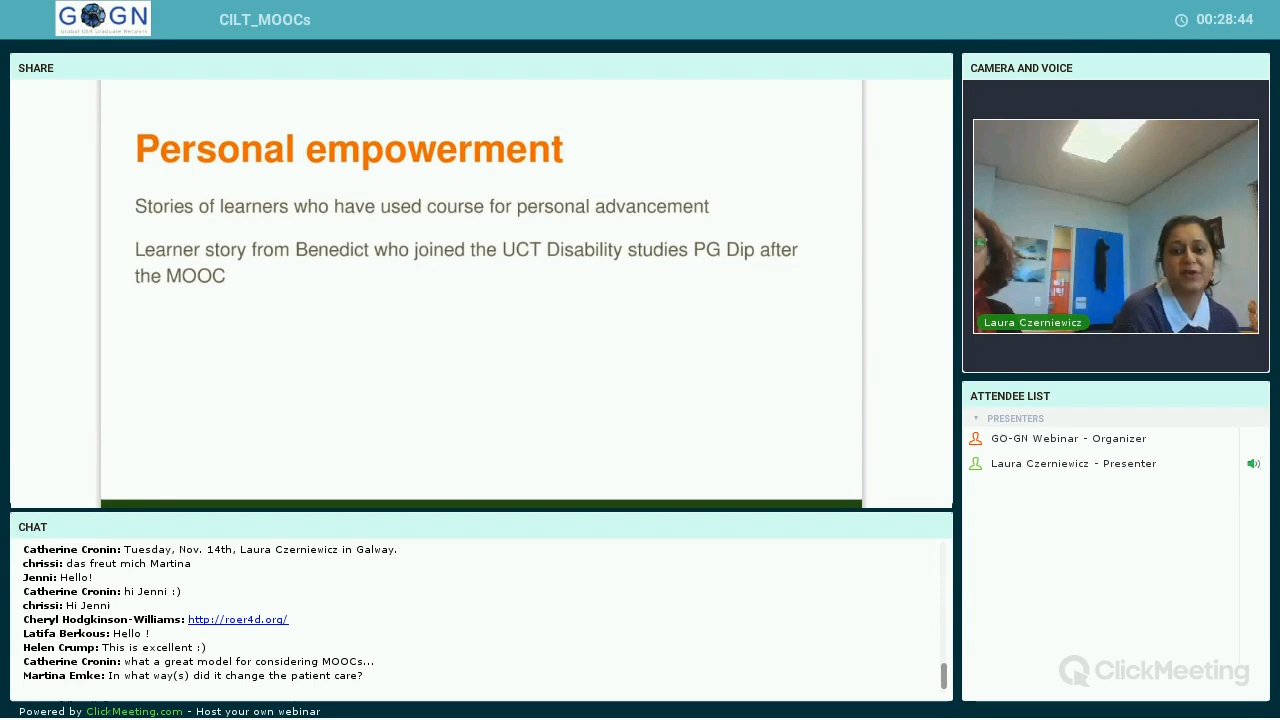 GOGN
Global OER Graduate Network
CILT_MOOCs
00:28:44
SHARE
Personal empowerment
Stories of learners who have used course for personal advancement
Learner story from Benedict who joined the UCT Disability studies PG Dip after
the MOOC
CAMERA AND VOICE
Laura Czerniewicz
ATTENDEE LIST
PRESENTERS
GO-GN Webinar - Organizer
Laura Czerniewicz - Presenter
ClickMeeting
CHAT
Catherine Cronin: Tuesday, Nov. 14th, Laura Czerniewicz in Galway.
chrissi: das freut mich Martina
Jenni: Hello!
Catherine Cronin: hi Jenni :)
chrissi: Hi Jenni
Cheryl Hodgkinson-Williams: http://roer4d.org/
Latifa Berkous: Hello !
Helen Crump: This is excellent :)
Catherine Cronin: what a great model for considering MOOCs...
Martina Emke: In what way(s) did it change the patient care?
Powered by ClickMeeting.com - Host your own webinar